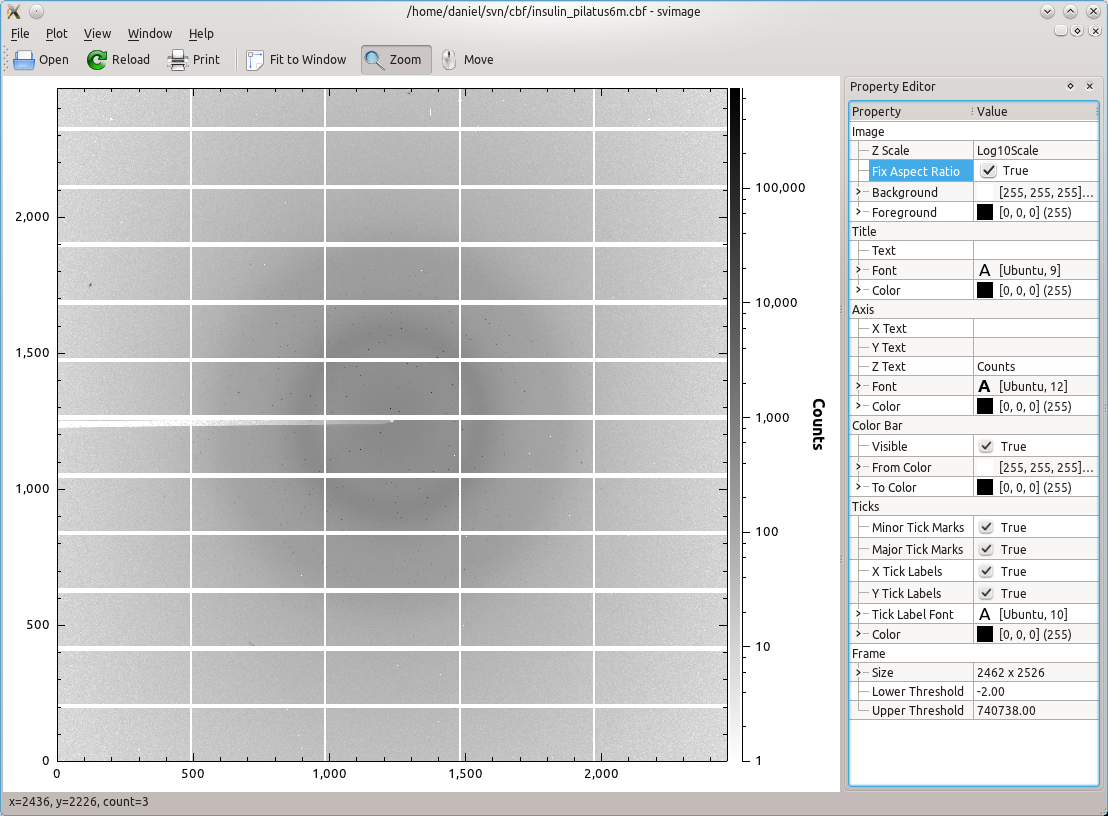 /home/daniel/svn/cbf/insulin_pilatus6m.cbf - svimage
File Plot View Window Help
Open Reload Print Fit to Window Zoom Move
2,000
1,500
1,000
500
0
0 500 1,000 1,500 2,000
100,000
10,000
1,000
100
10
1
Counts
Property Editor
Property Value
Image
Z Scale Log10Scale
Fix Aspect Ratio True
Background [255, 255, 255]...
Foreground [0, 0, 0] (255)
Title
Text
Font A [Ubuntu, 9]
Color [0, 0, 0] (255)
Axis
X Text
Y Text
Z Text Counts
Font A [Ubuntu, 12]
Color [0, 0, 0] (255)
Color Bar
Visible True
From Color [255, 255, 255]...
To Color [0, 0, 0] (255)
Ticks
Minor Tick Marks True
Major Tick Marks True
X Tick Labels True
Y Tick Labels True
Tick Label Font A [Ubuntu, 10]
Color [0, 0, 0] (255)
Frame
Size 2462 x 2526
Lower Threshold -2.00
Upper Threshold 740738.00
x=2436, y=2226, count=3